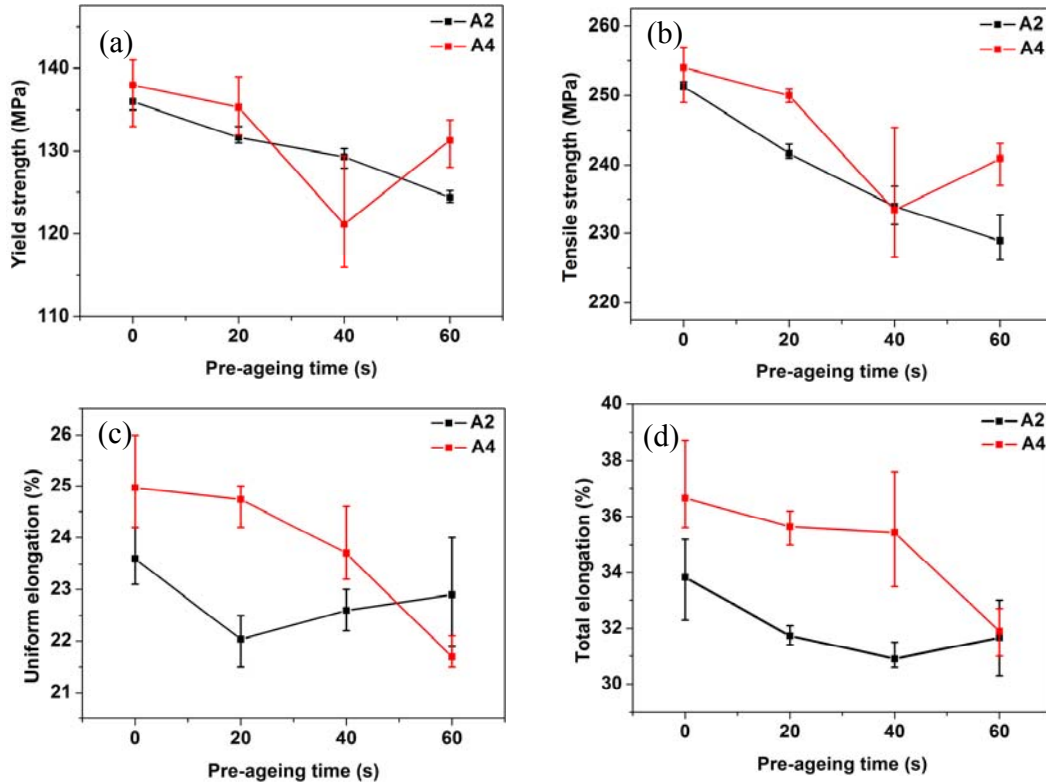 (a)
A2
A4
Yield strength (MPa)
140
130
120
110
0 20 40 60
Pre-ageing time (s)
(b)
A2
A4
Tensile strength (MPa)
260
250
240
230
220
0 20 40 60
Pre-ageing time (s)
(c)
A2
A4
Uniform elongation (%)
26
25
24
23
22
21
0 20 40 60
Pre-ageing time (s)
(d)
A2
A4
Total elongation (%)
40
38
36
34
32
30
0 20 40 60
Pre-ageing time (s)